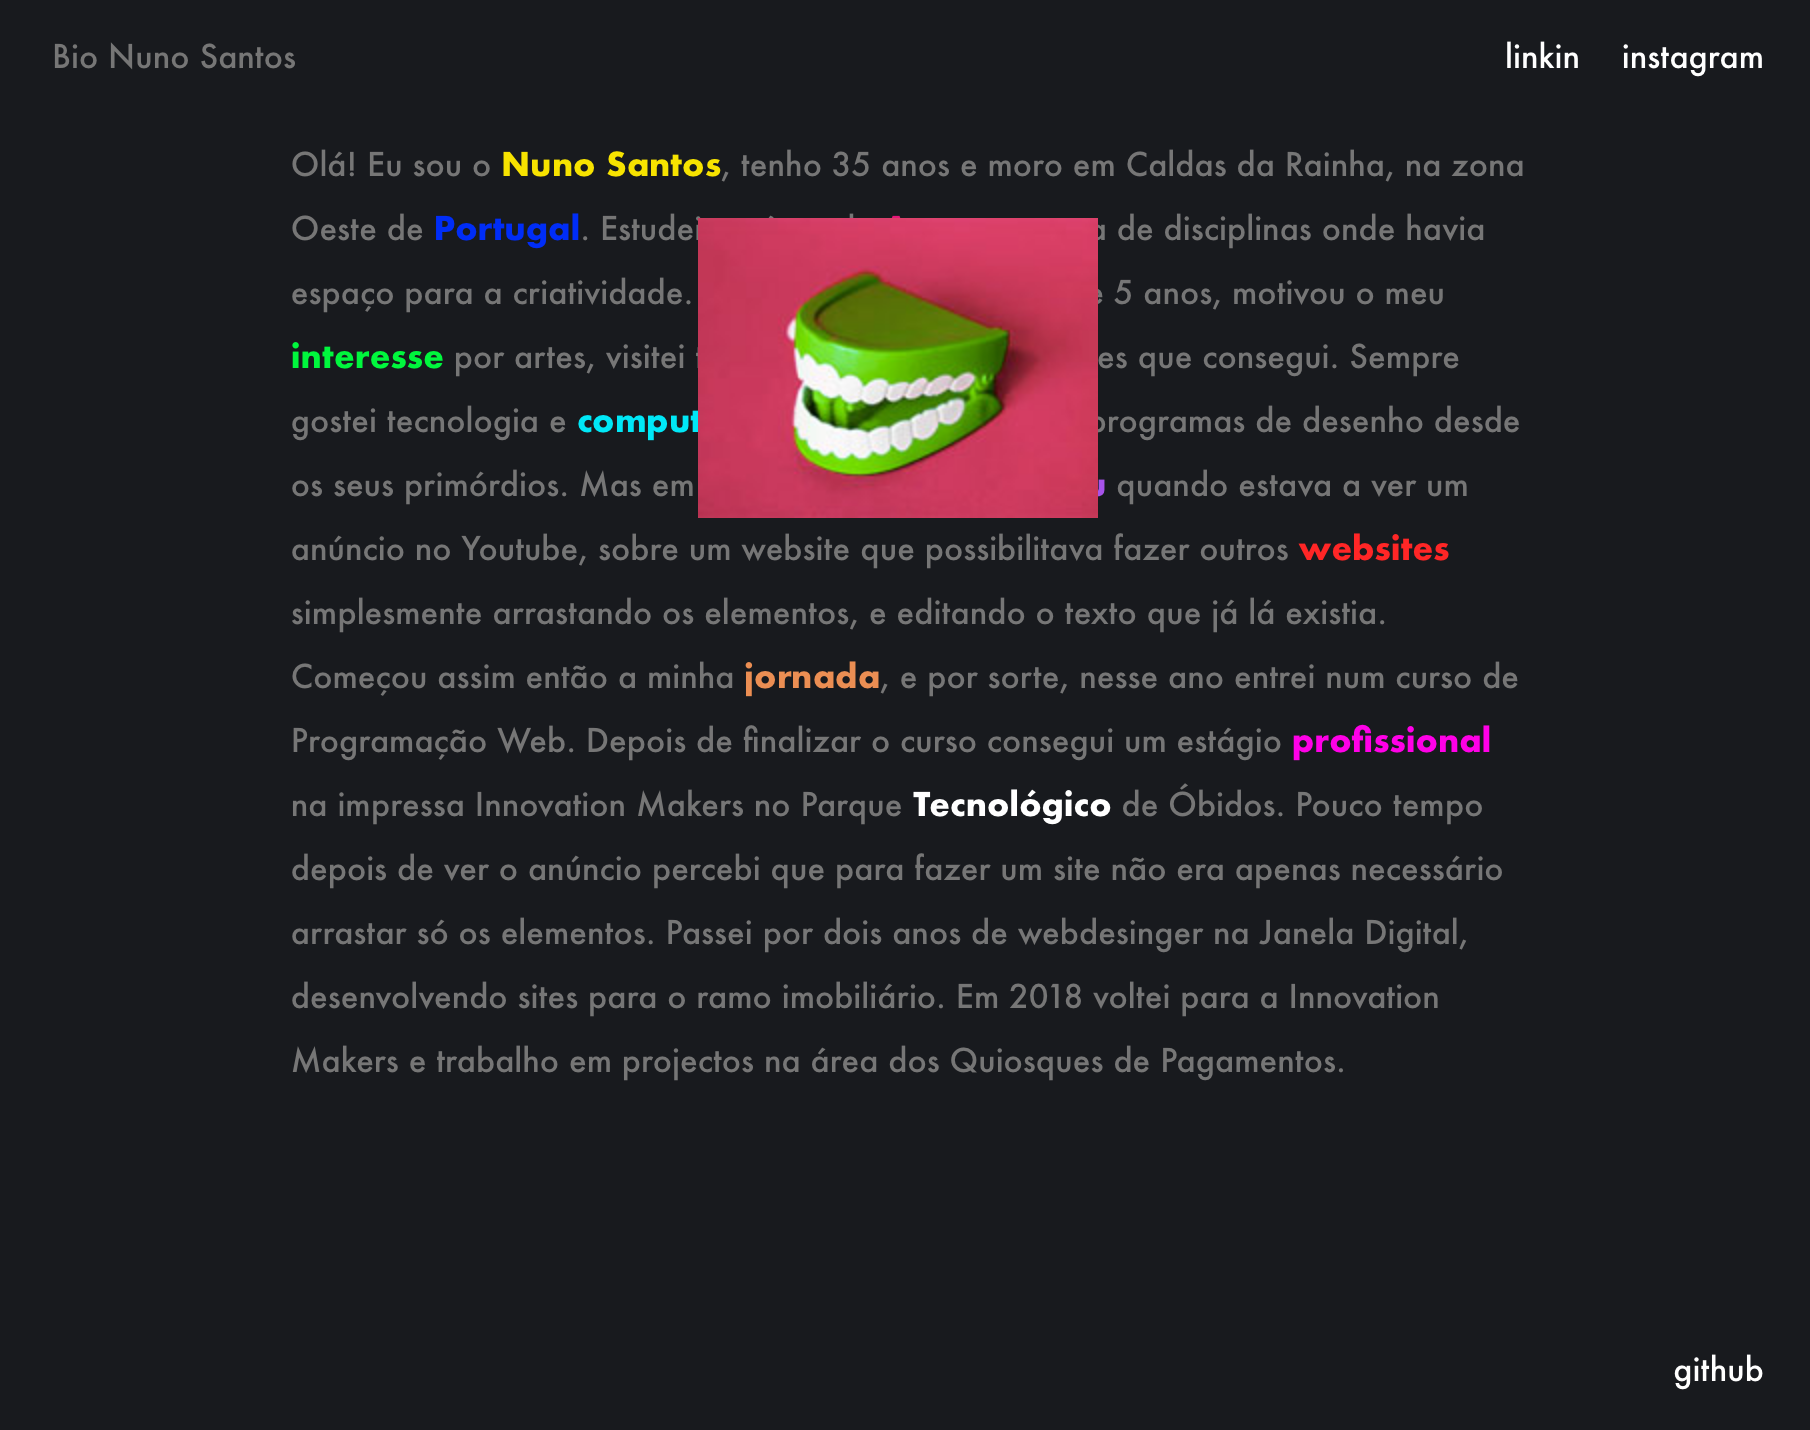 Bio Nuno Santos
linkin instagram
Olá! Eu sou o Nuno Santos, tenho 35 anos e moro em Caldas da Rainha, na zona
Oeste de Portugal. Estudei de disciplinas onde havia
espaço para a criatividade. 5 anos, motivou o meu
interesse por artes, visitei que consegui. Sempre
gostei tecnologia e programas de desenho desde
os seus primórdios. Mas em quando estava a ver um
anúncio no Youtube, sobre um website que possibilitava fazer outros websites
simplesmente arrastando os elementos, e editando o texto que já lá existia.
Começou assim então a minha jornada, e por sorte, nesse ano entrei num curso de
Programação Web. Depois de finalizar o curso consegui um estágio profissional
na impressa Innovation Makers no Parque Tecnológico de Óbidos. Pouco tempo
depois de ver o anúncio percebi que para fazer um site não era apenas necessário
arrastar só os elementos. Passei por dois anos de webdesinger na Janela Digital,
desenvolvendo sites para o ramo imobiliário. Em 2018 voltei para a Innovation
Makers e trabalho em projectos na área dos Quiosques de Pagamentos.
github